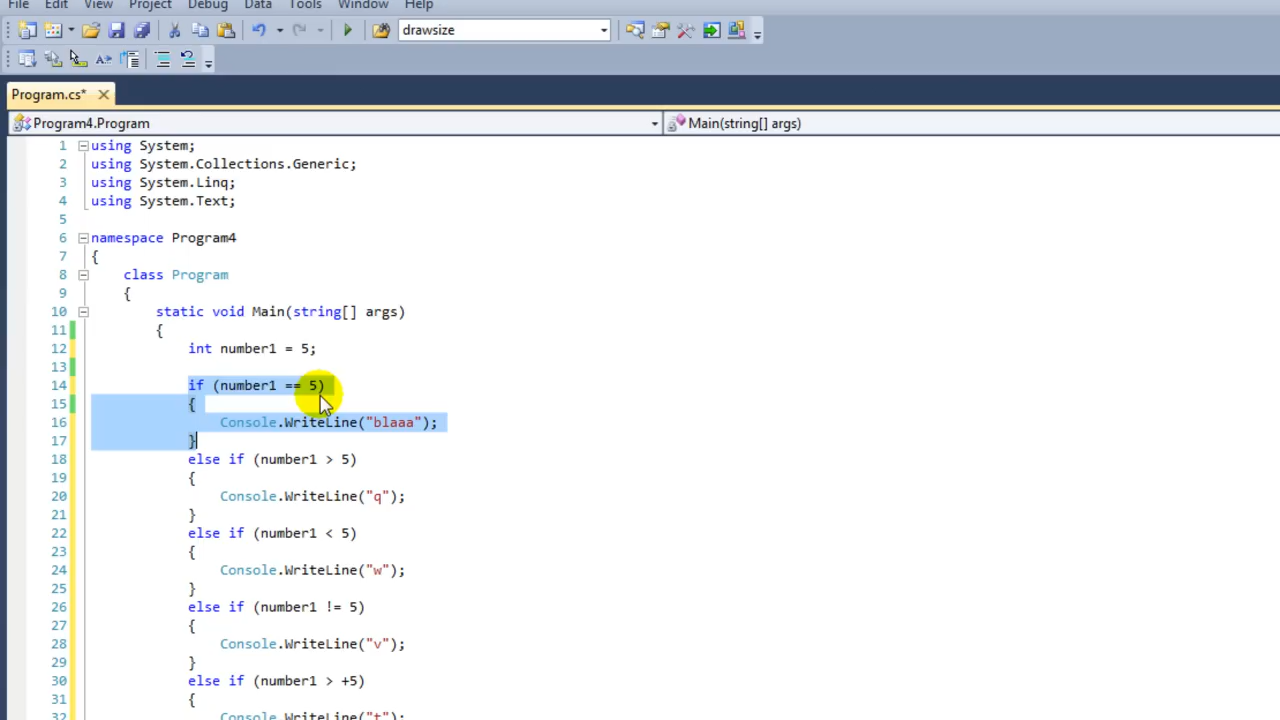 File Edit View Project Debug Data Tools Window Help
drawsize
Program.cs*
Program4.Program Main(string[] args)
1 using System;
2 using System.Collections.Generic;
3 using System.Linq;
4 using System.Text;
5
6 namespace Program4
7 {
8 class Program
9 {
10 static void Main(string[] args)
11 {
12 int number1 = 5;
13
14 if (number1 == 5)
15 {
16 Console.WriteLine("blaaa");
17 }
18 else if (number1 > 5)
19 {
20 Console.WriteLine("q");
21 }
22 else if (number1 < 5)
23 {
24 Console.WriteLine("w");
25 }
26 else if (number1 != 5)
27 {
28 Console.WriteLine("v");
29 }
30 else if (number1 > +5)
31 {
32 Console.WriteLine("t");